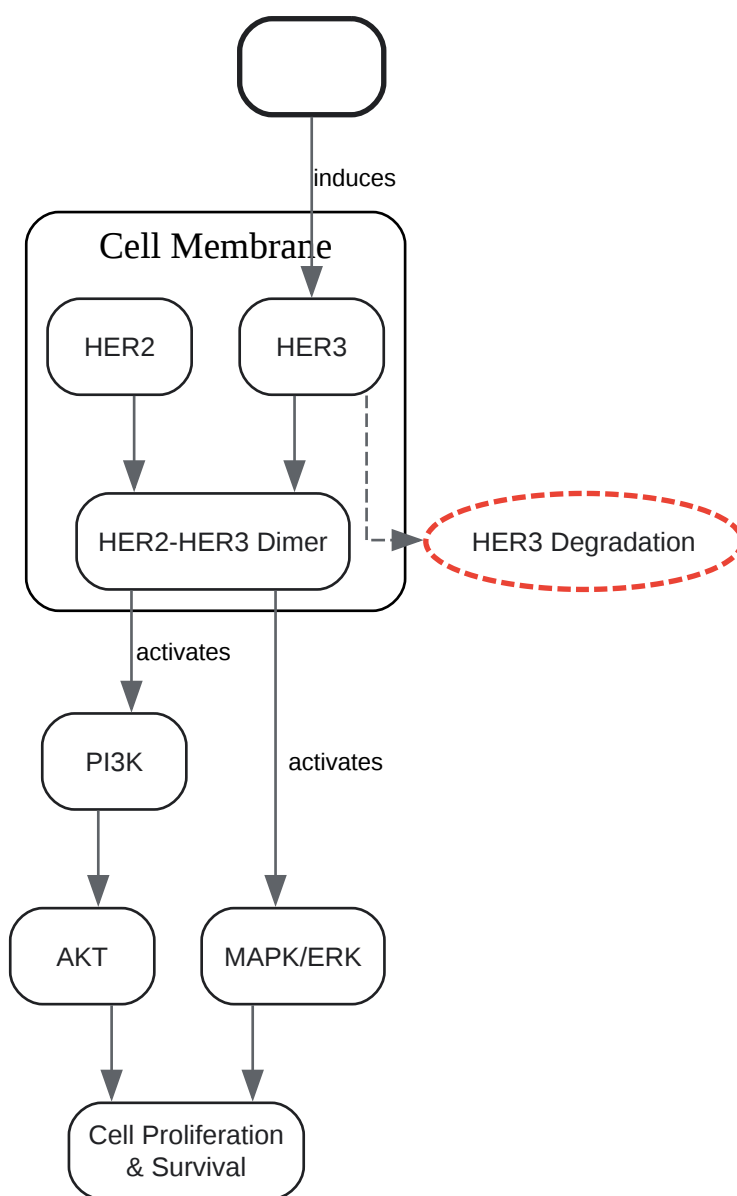 induces
Cell Membrane
HER2
HER3
HER2-HER3 Dimer
HER3 Degradation
activates
PI3K
activates
AKT
MAPK/ERK
Cell Proliferation
& Survival